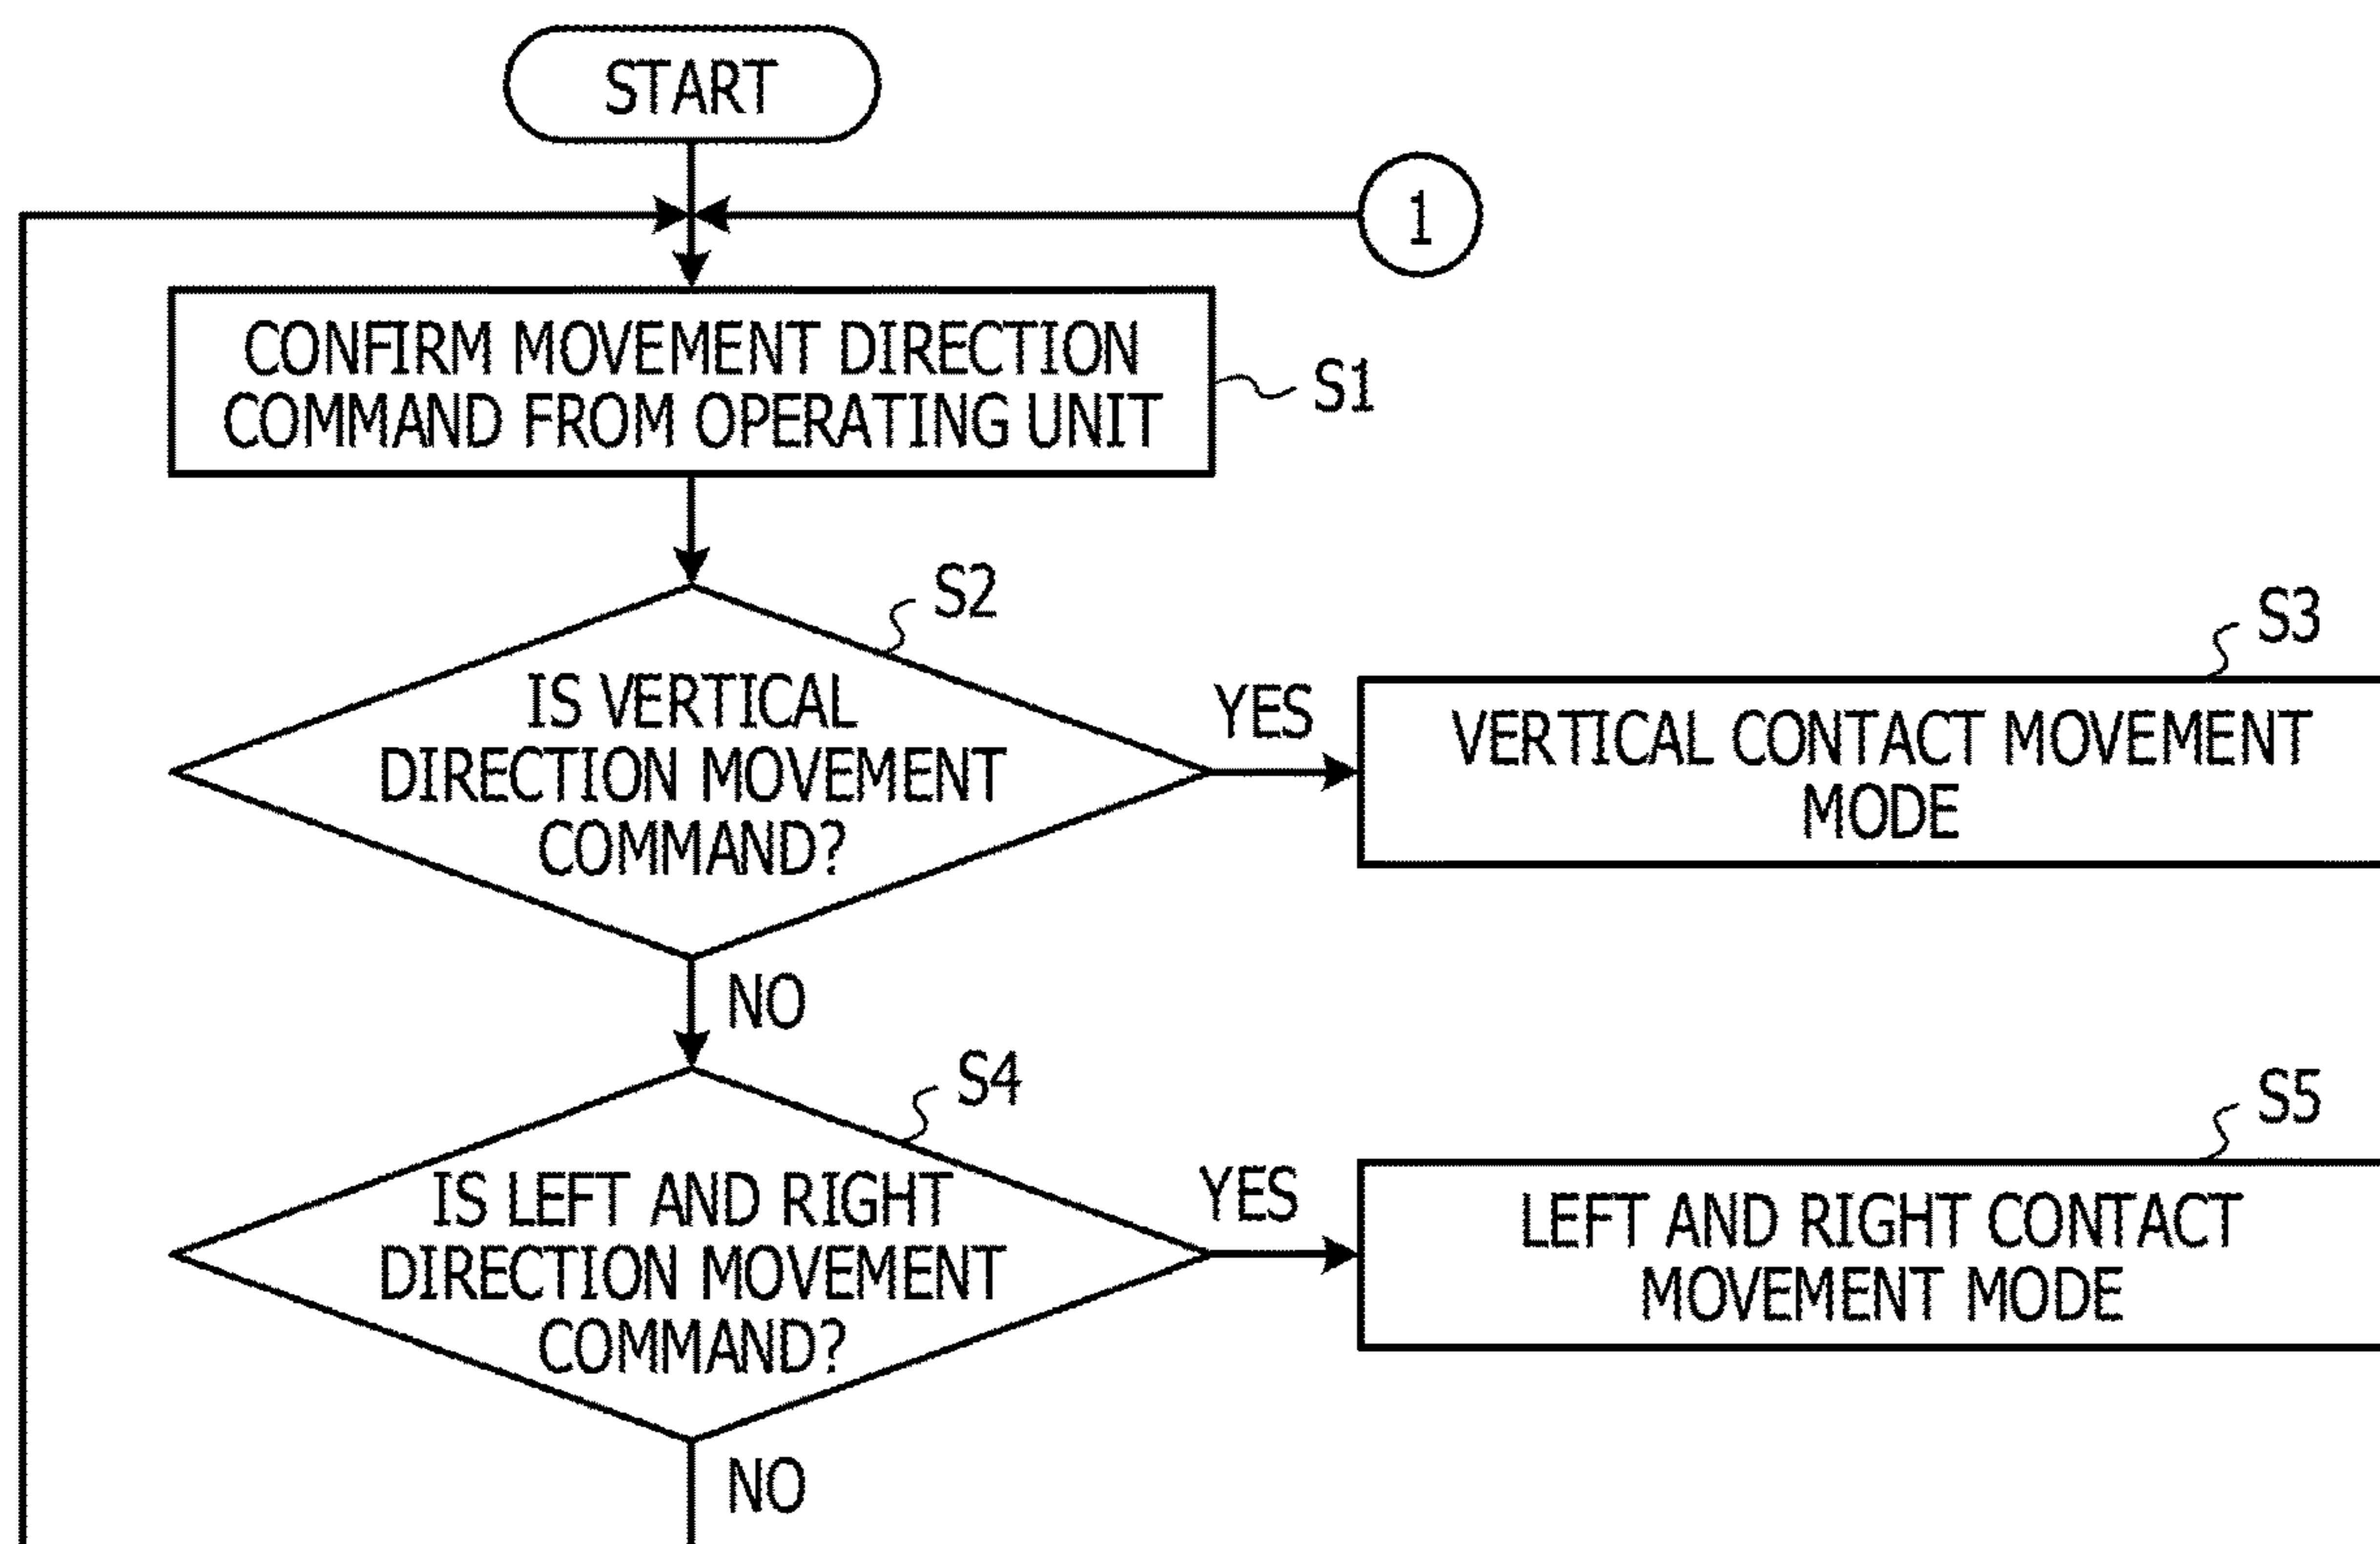 START
1
CONFIRM MOVEMENT DIRECTION
COMMAND FROM OPERATING UNIT
S1
S2
IS VERTICAL
DIRECTION MOVEMENT
COMMAND?
YES
S3
VERTICAL CONTACT MOVEMENT
MODE
NO
S4
IS LEFT AND RIGHT
DIRECTION MOVEMENT
COMMAND?
YES
S5
LEFT AND RIGHT CONTACT
MOVEMENT MODE
NO